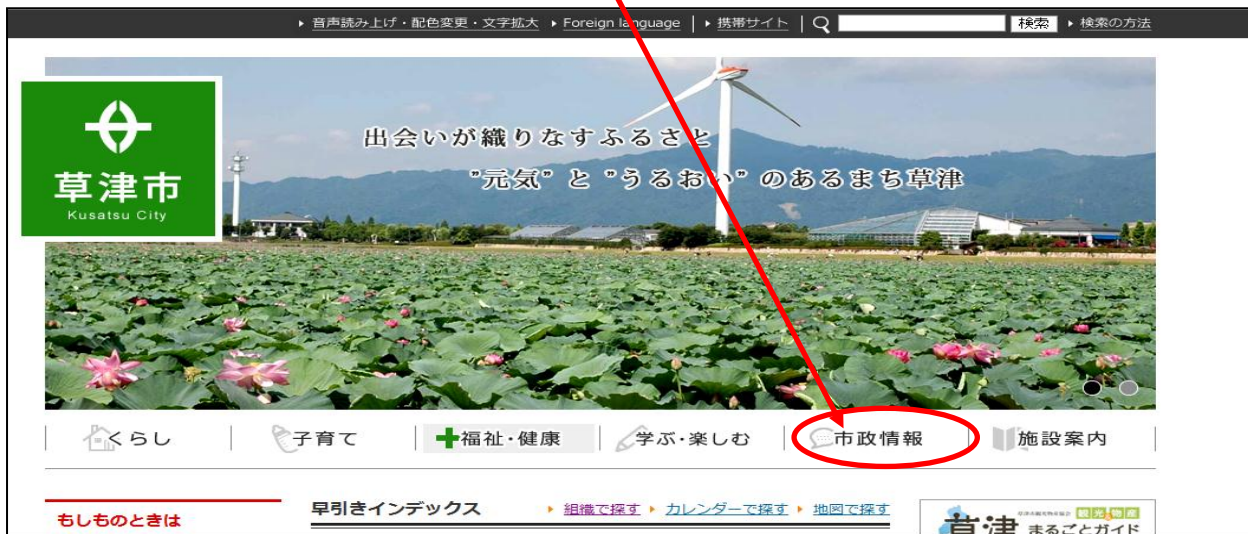 音声読み上げ・配色変更・文字拡大 Foreign language 携帯サイト 検索 検索の方法
草津市
Kusatsu City
出会いが織りなすふるさと
”元気”と”うるおい”のあるまち草津
くらし 子育て 福祉・健康 学ぶ・楽しむ 市政情報 施設案内
もしものときは
早引きインデックス 組織で探す カレンダーで探す 地図で探す
観光物産
草津 まるごとガイド